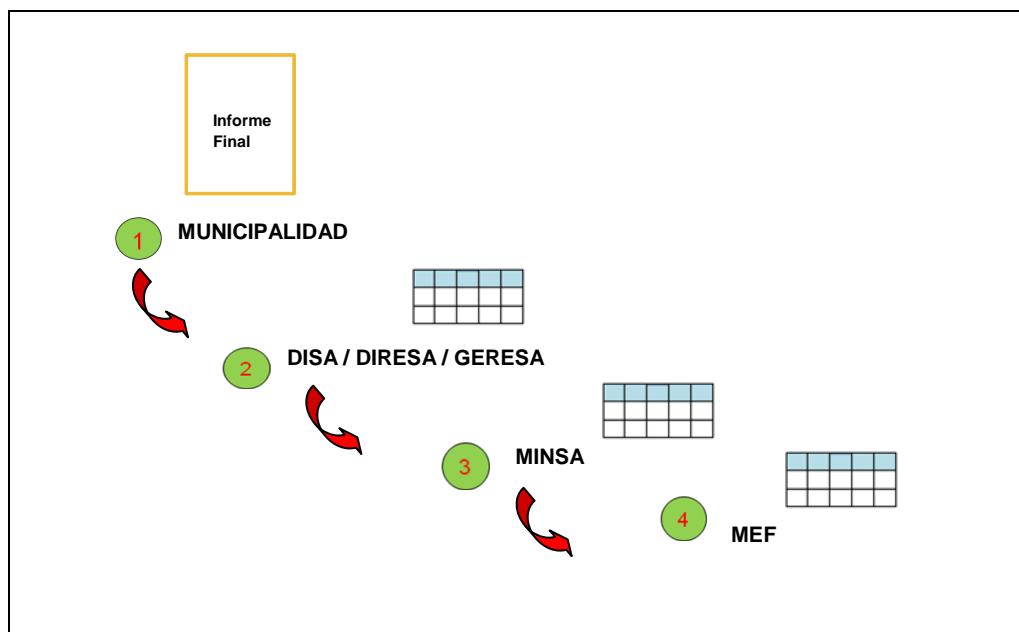 Informe
Final
1 MUNICIPALIDAD
2 DISA / DIRESA / GERESA
3 MINSA
4 MEF